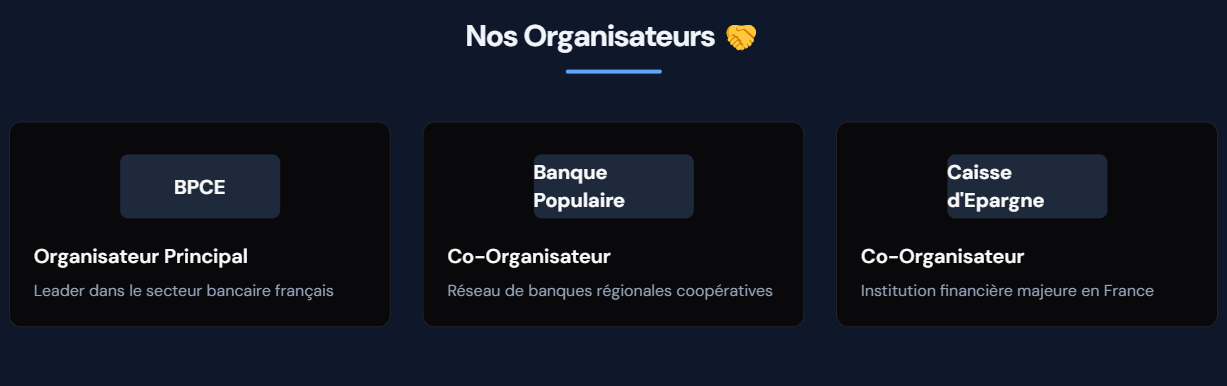 Nos Organisateurs 🤝
BPCE
Organisateur Principal
Leader dans le secteur bancaire français
Banque
Populaire
Co-Organisateur
Réseau de banques régionales coopératives
Caisse
d'Epargne
Co-Organisateur
Institution financière majeure en France